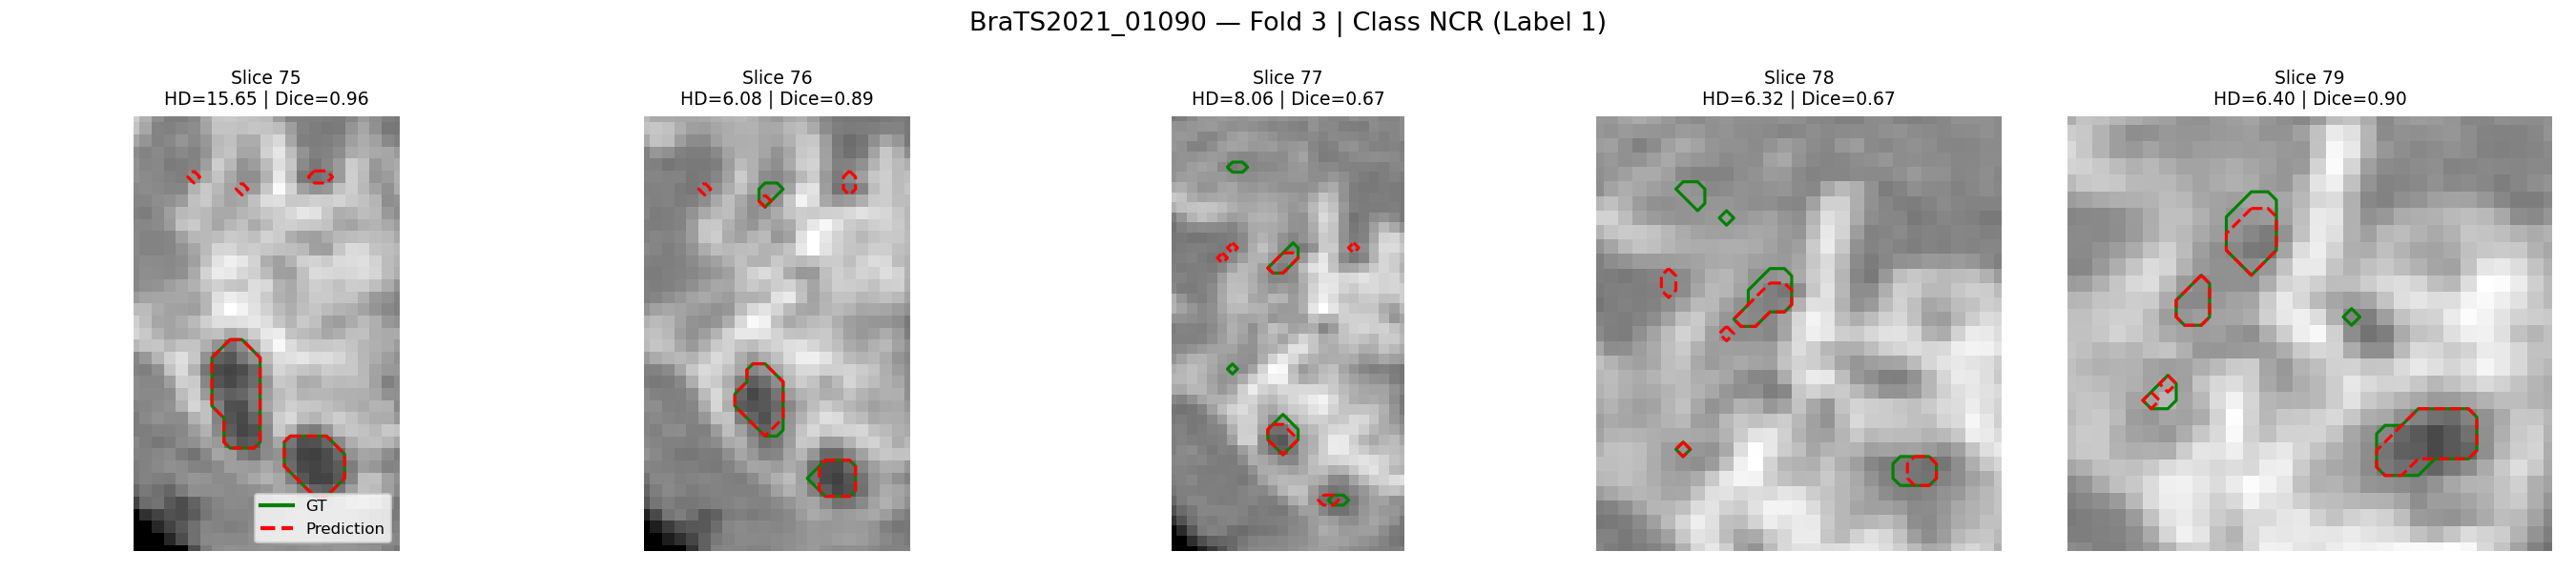 BraTS2021_01090 — Fold 3 | Class NCR (Label 1)
Slice 75
HD=15.65 | Dice=0.96
Slice 76
HD=6.08 | Dice=0.89
Slice 77
HD=8.06 | Dice=0.67
Slice 78
HD=6.32 | Dice=0.67
Slice 79
HD=6.40 | Dice=0.90
GT
Prediction